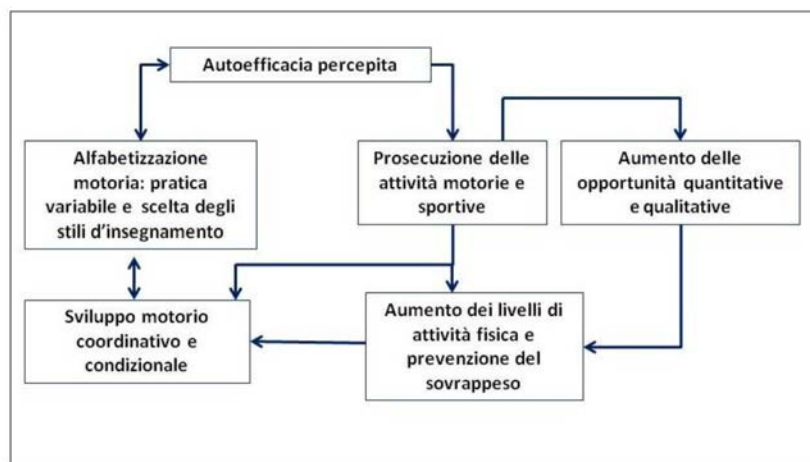 Autoefficacia percepita
Alfabetizzazione
motoria: pratica
variabile e scelta degli
stili d'insegnamento
Prosecuzione delle
attività motorie e
sportive
Aumento delle
opportunità quantitative
e qualitative
Sviluppo motorio
coordinativo e
condizionale
Aumento dei livelli di
attività fisica e
prevenzione del
sovrappeso